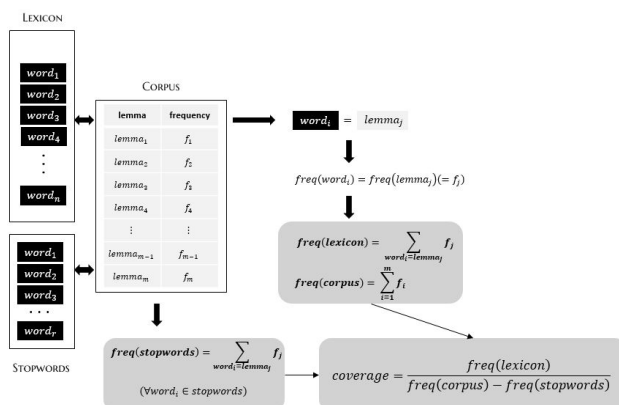 LEXICON
word₁
word₂
word₃
word₄
⋮
wordₙ
CORPUS
lemma frequency
lemma₁ f₁
lemma₂ f₂
lemma₃ f₃
lemma₄ f₄
⋮ ⋮
lemmaₘ₋₁ fₘ₋₁
lemmaₘ fₘ
word₁
word₂
word₃
...
wordᵣ
STOPWORDS
wordᵢ = lemmaⱼ
freq(wordᵢ) = freq(lemmaⱼ)(= fⱼ)
freq(lexicon) = ∑_{wordᵢ=lemmaⱼ} fⱼ
freq(corpus) = ∑_{i=1}^{m} fᵢ
freq(stopwords) = ∑_{wordᵢ=lemmaⱼ} fⱼ
(∀wordᵢ ∈ stopwords)
coverage = freq(lexicon) / freq(corpus) − freq(stopwords)